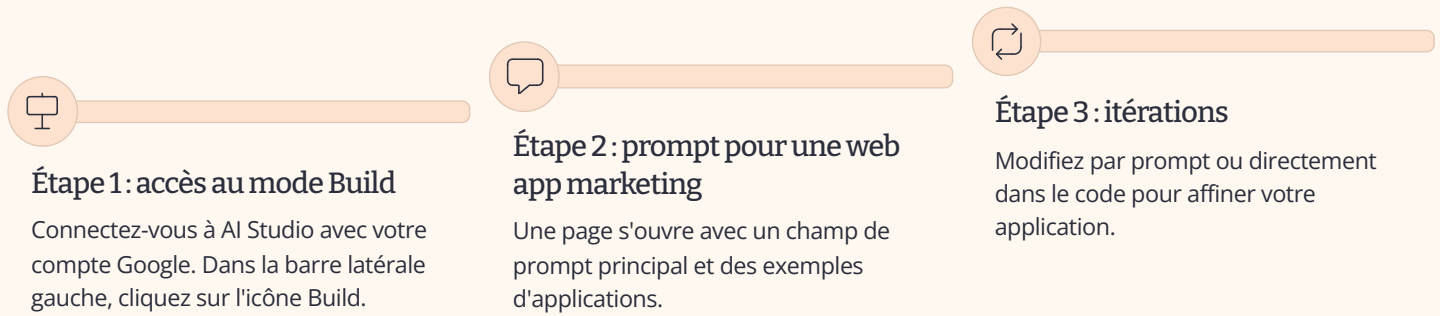 Étape 1 : accès au mode Build
Connectez-vous à AI Studio avec votre
compte Google. Dans la barre latérale
gauche, cliquez sur l'icône Build.
Étape 2 : prompt pour une web
app marketing
Une page s'ouvre avec un champ de
prompt principal et des exemples
d'applications.
Étape 3 : itérations
Modifiez par prompt ou directement
dans le code pour affiner votre
application.